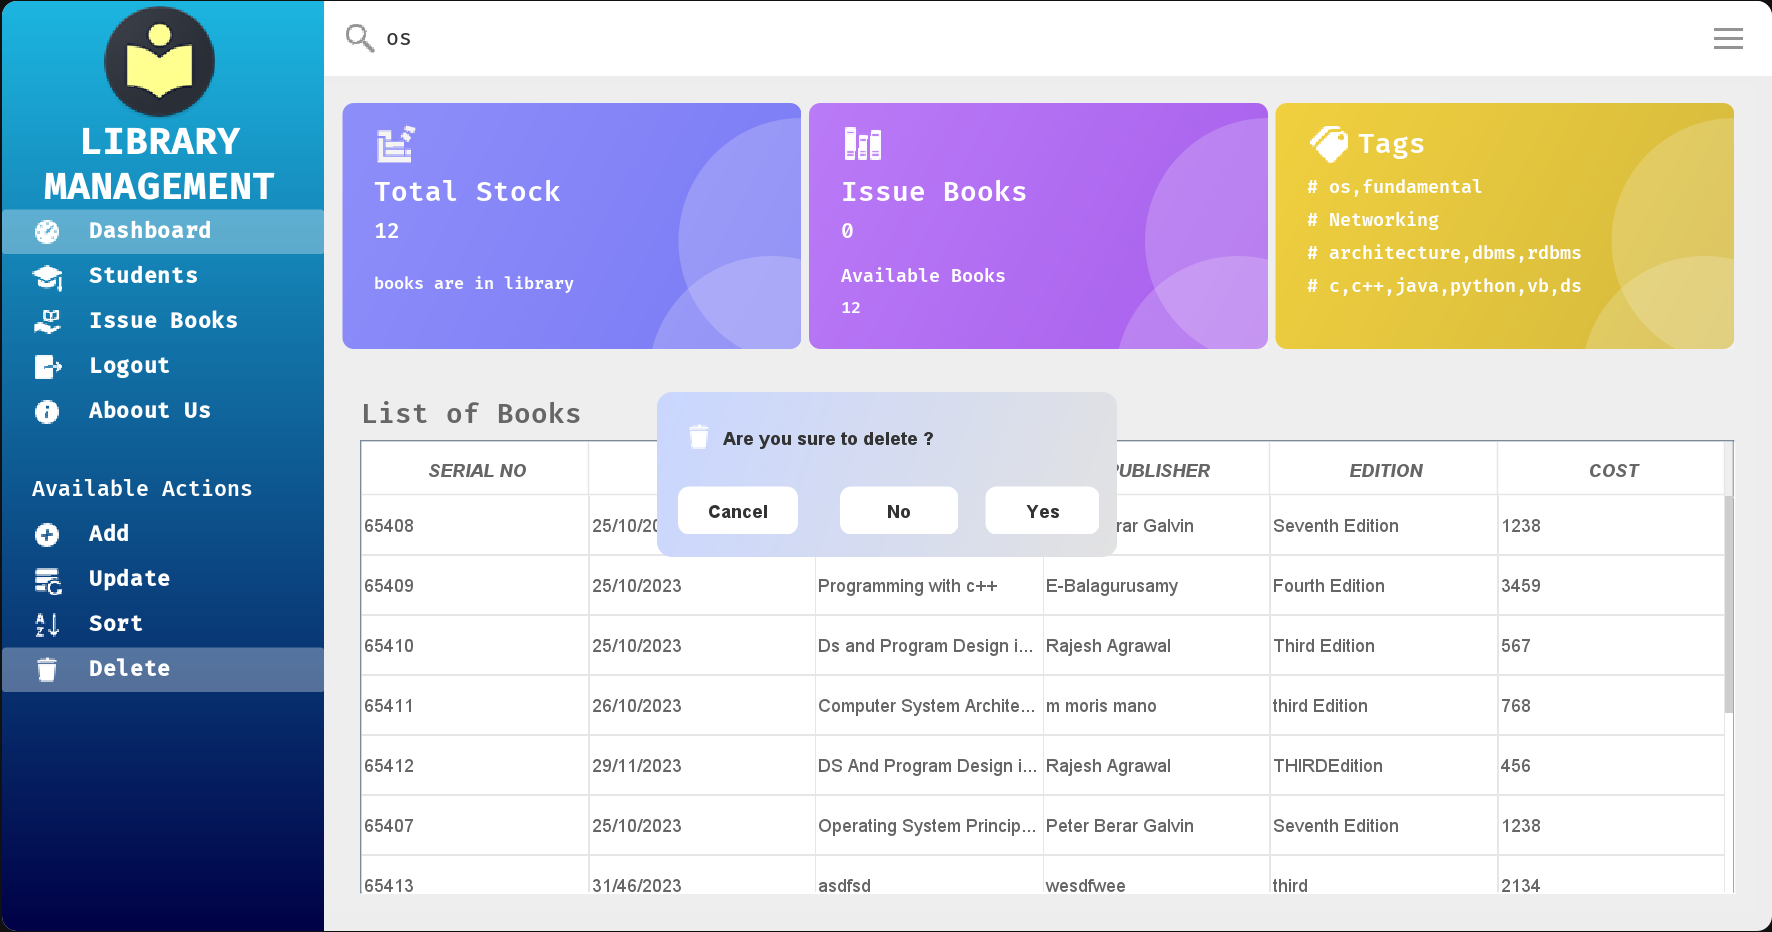 LIBRARY
MANAGEMENT
Dashboard
Students
Issue Books
Logout
Aboout Us
Available Actions
Add
Update
Sort
Delete
os
Total Stock
12
books are in library
Issue Books
0
Available Books
12
Tags
# os,fundamental
# Networking
# architecture,dbms,rdbms
# c,c++,java,python,vb,ds
List of Books
Are you sure to delete ?
Cancel No Yes
SERIAL NO PUBLISHER EDITION COST
65408 25/10/20 rar Galvin Seventh Edition 1238
65409 25/10/2023 Programming with c++ E-Balagurusamy Fourth Edition 3459
65410 25/10/2023 Ds and Program Design i... Rajesh Agrawal Third Edition 567
65411 26/10/2023 Computer System Archite... m moris mano third Edition 768
65412 29/11/2023 DS And Program Design i... Rajesh Agrawal THIRDEdition 456
65407 25/10/2023 Operating System Princip... Peter Berar Galvin Seventh Edition 1238
65413 31/46/2023 asdfsd wesdfwee third 2134